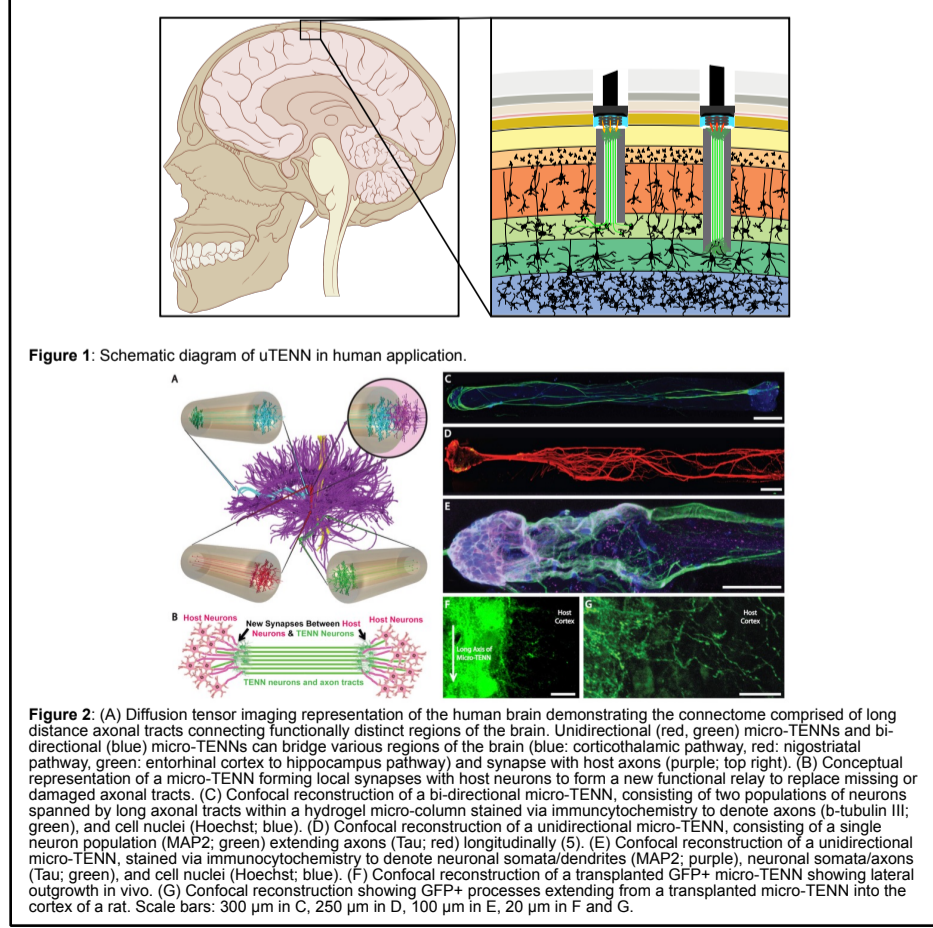 Figure 1: Schematic diagram of uTENN in human application.
A
B
Host Neurons
New Synapses Between Host
Neurons & TENN Neurons
Host Neurons
TENN neurons and axon tracts
C
D
E
F
Host
Cortex
Long Axis of
Micro-TENN
G
Host
Cortex
Figure 2: (A) Diffusion tensor imaging representation of the human brain demonstrating the connectome comprised of long
distance axonal tracts connecting functionally distinct regions of the brain. Unidirectional (red, green) micro-TENNs and bi-
directional (blue) micro-TENNs can bridge various regions of the brain (blue: corticothalamic pathway, red: nigostriatal
pathway, green: entorhinal cortex to hippocampus pathway) and synapse with host axons (purple; top right). (B) Conceptual
representation of a micro-TENN forming local synapses with host neurons to form a new functional relay to replace missing or
damaged axonal tracts. (C) Confocal reconstruction of a bi-directional micro-TENN, consisting of two populations of neurons
spanned by long axonal tracts within a hydrogel micro-column stained via immuncytochemistry to denote axons (b-tubulin III;
green), and cell nuclei (Hoechst; blue). (D) Confocal reconstruction of a unidirectional micro-TENN, consisting of a single
neuron population (MAP2; green) extending axons (Tau; red) longitudinally (5). (E) Confocal reconstruction of a unidirectional
micro-TENN, stained via immunocytochemistry to denote neuronal somata/dendrites (MAP2; purple), neuronal somata/axons
(Tau; green), and cell nuclei (Hoechst; blue). (F) Confocal reconstruction of a transplanted GFP+ micro-TENN showing lateral
outgrowth in vivo. (G) Confocal reconstruction showing GFP+ processes extending from a transplanted micro-TENN into the
cortex of a rat. Scale bars: 300 µm in C, 250 µm in D, 100 µm in E, 20 µm in F and G.